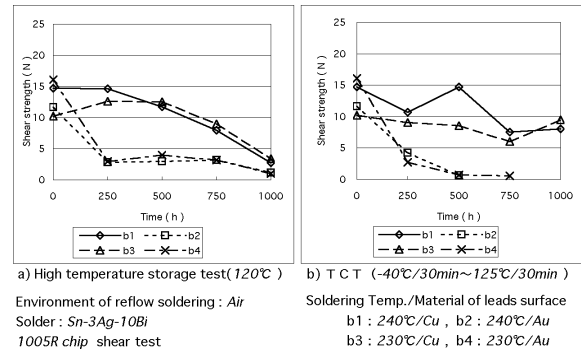 25
20
15
10
5
0
Shear strength ( N )
0 250 500 750 1000
Time ( h )
b1 b2
b3 b4
a) High temperature storage test(120℃ )
25
20
15
10
5
0
Shear strength ( N )
0 250 500 750 1000
Time ( h )
b1 b2
b3 b4
b) T C T (-40℃/30min～125℃/30min )
Environment of reflow soldering : Air
Solder : Sn-3Ag-10Bi
1005R chip shear test
Soldering Temp./Material of leads surface
b1 : 240℃/Cu , b2 : 240℃/Au
b3 : 230℃/Cu , b4 : 230℃/Au